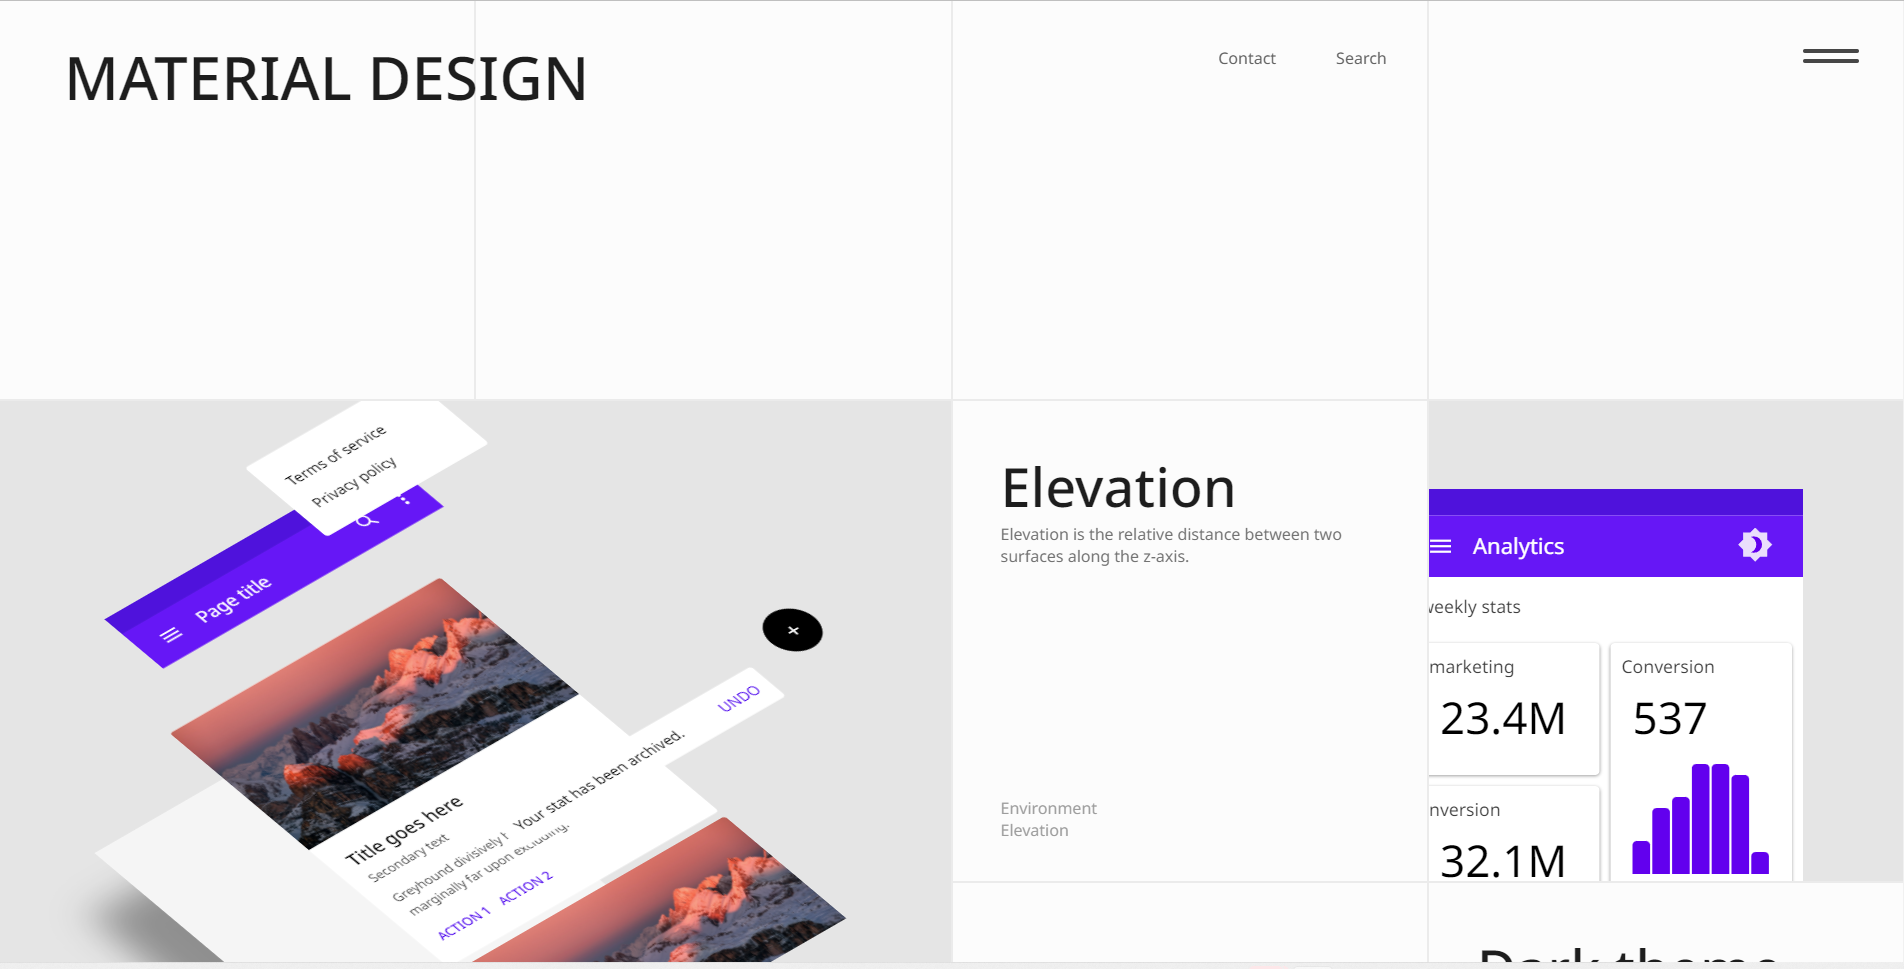 MATERIAL DESIGN
Contact
Search
Terms of service
Privacy policy
Page title
UNDO
Your stat has been archived.
Title goes here
Secondary text
Greyhound divisively
marginally far upon excluding.
ACTION 1 ACTION 2
Elevation
Elevation is the relative distance between two
surfaces along the z-axis.
Environment
Elevation
Analytics
weekly stats
marketing
23.4M
Conversion
537
nversion
32.1M
Dark theme